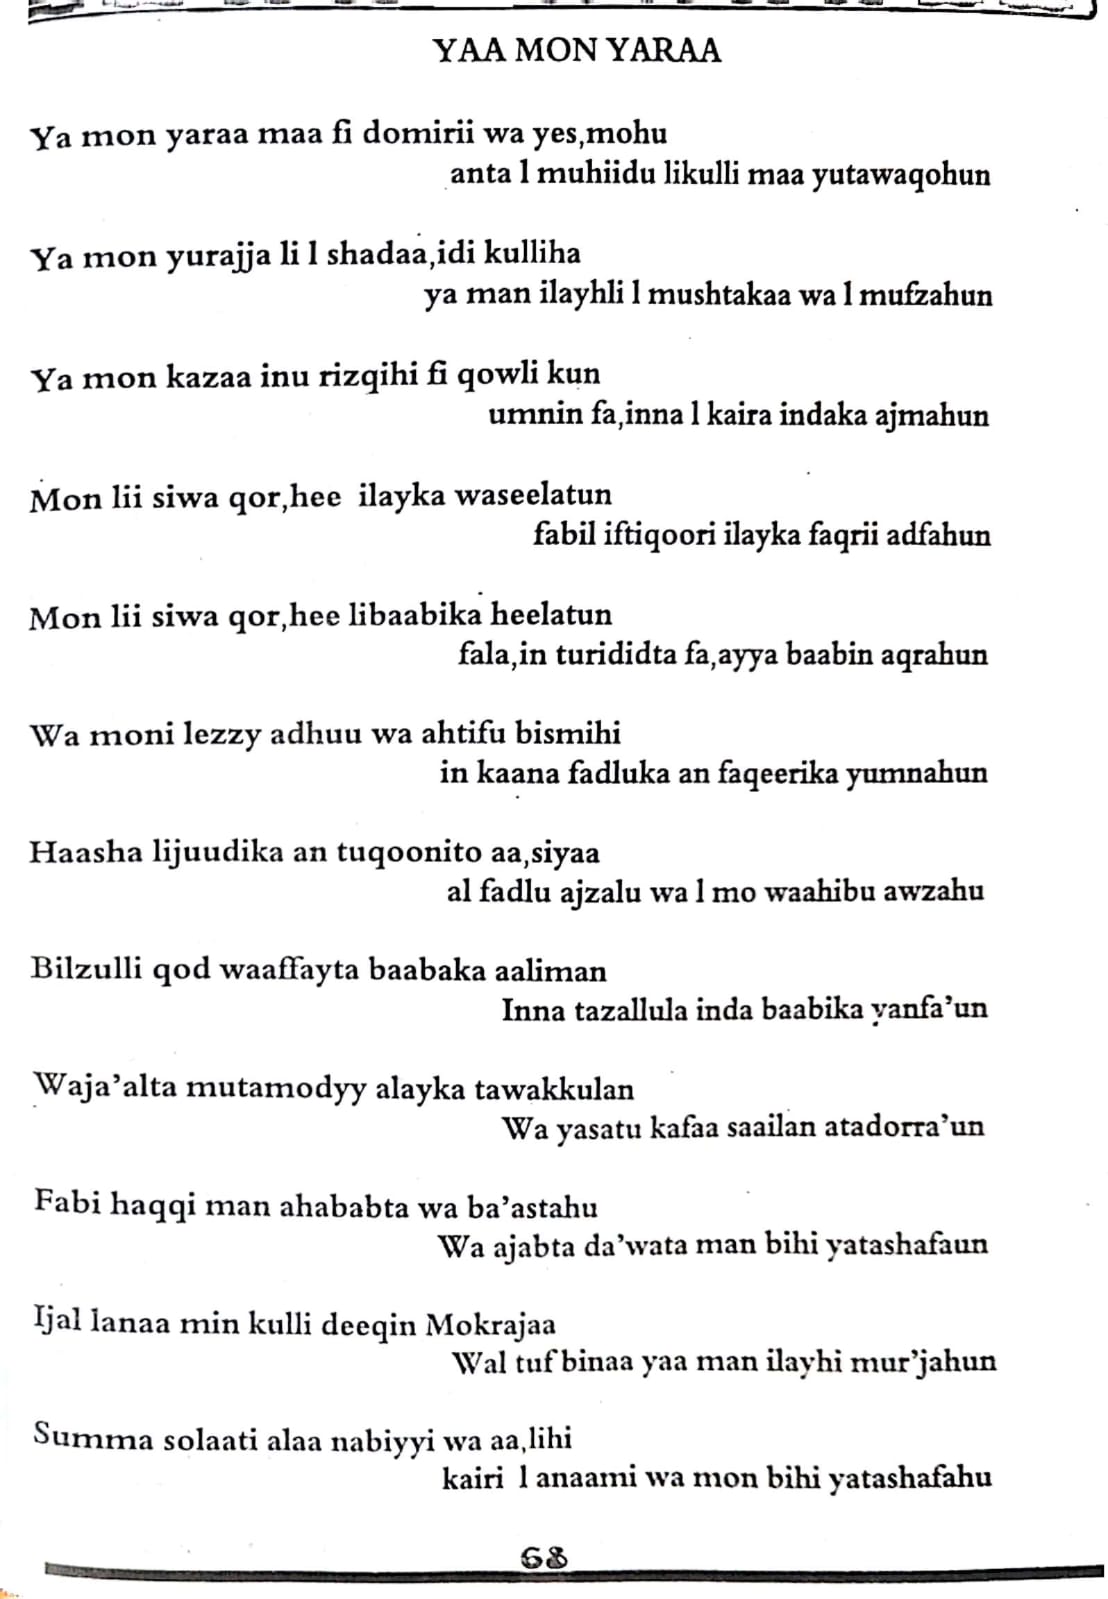 YAA MON YARAA
Ya mon yaraa maa fi domirii wa yes,mohu
anta l muhiidu likulli maa yutawaqohun
Ya mon yurajja li l shadaa,idi kulliha
ya man ilayhli l mushtakaa wa l mufzahun
Ya mon kazaa inu rizqihi fi qowli kun
umnin fa,inna l kaira indaka ajmahun
Mon lii siwa qor,hee ilayka waseelatun
fabil iftiqoori ilayka faqrii adfahun
Mon lii siwa qor,hee libaabika heelatun
fala,in turididta fa,ayya baabin aqrahun
Wa moni lezzy adhuu wa ahtifu bismihi
in kaana fadluka an faqeerika yumnahun
Haasha lijuudika an tuqoonito aa,siyaa
al fadlu ajzalu wa l mo waahibu awzahu
Bilzulli qod waaffayta baabaka aaliman
Inna tazallula inda baabika yanfa’un
Waja’alta mutamodyy alayka tawakkulan
Wa yasatu kafaa saailan atadorra’un
Fabi haqqi man ahababta wa ba’astahu
Wa ajabta da’wata man bihi yatashafaun
Ijal lanaa min kulli deeqin Mokrajaa
Wal tuf binaa yaa man ilayhi mur’jahun
Summa solaati alaa nabiyyi wa aa,lihi
kairi l anaami wa mon bihi yatashafahu
68